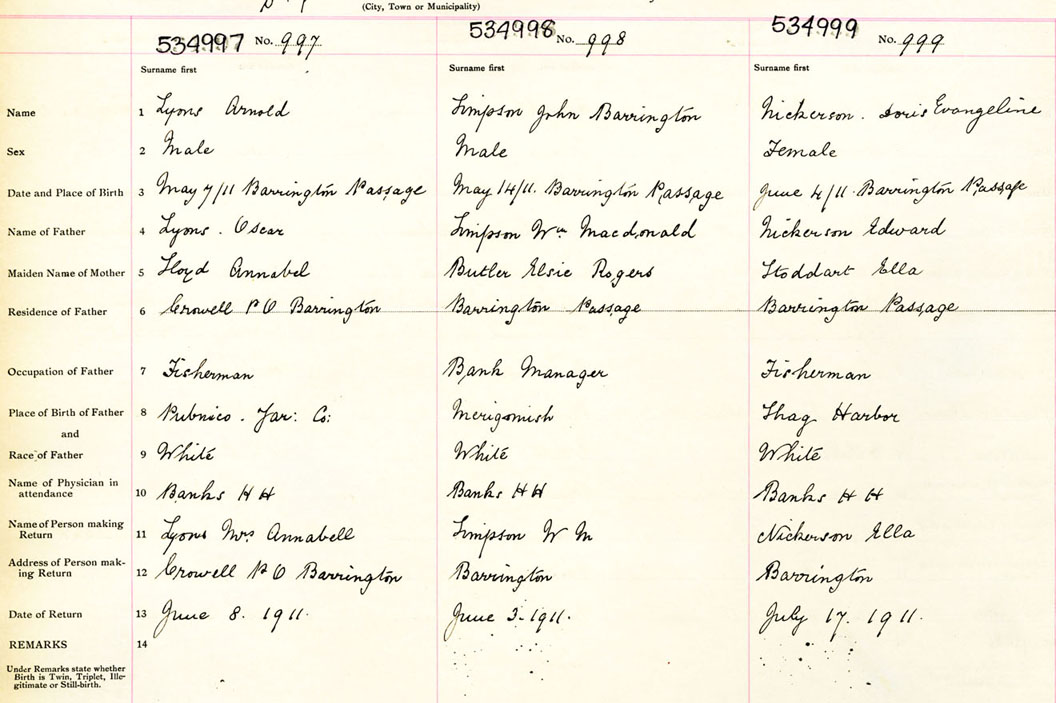 (City, Town or Municipality)
534997 No. 997 534998 No. 998 534999 No. 999
Surname first Surname first Surname first
Name 1 Lyons Arnold Simpson John Barrington Nickerson. Doris Evangeline
Sex 2 Male Male Female
Date and Place of Birth 3 May 7/11 Barrington Passage May 14/11. Barrington Passage June 4/11. Barrington Passage
Name of Father 4 Lyons. Oscar Simpson Wm Macdonald Nickerson Edward
Maiden Name of Mother 5 Lloyd Annabel Butler Elsie Rogers Stoddart Ella
Residence of Father 6 Crowell P O Barrington Barrington Passage Barrington Passage
Occupation of Father 7 Fisherman Bank Manager Fisherman
Place of Birth of Father 8 Pubnico. Yar: Co: Merigomish Shag Harbor
and
Race of Father 9 White White White
Name of Physician in
attendance 10 Banks H H Banks H H Banks H H
Name of Person making
Return 11 Lyons Mrs Annabell Simpson W M Nickerson Ella
Address of Person mak-
ing Return 12 Crowell P O Barrington Barrington Barrington
Date of Return 13 June 8. 1911. June 3-1911. July 17. 1911.
REMARKS 14
Under Remarks state whether
Birth is Twin, Triplet, Ille-
gitimate or Still-birth.